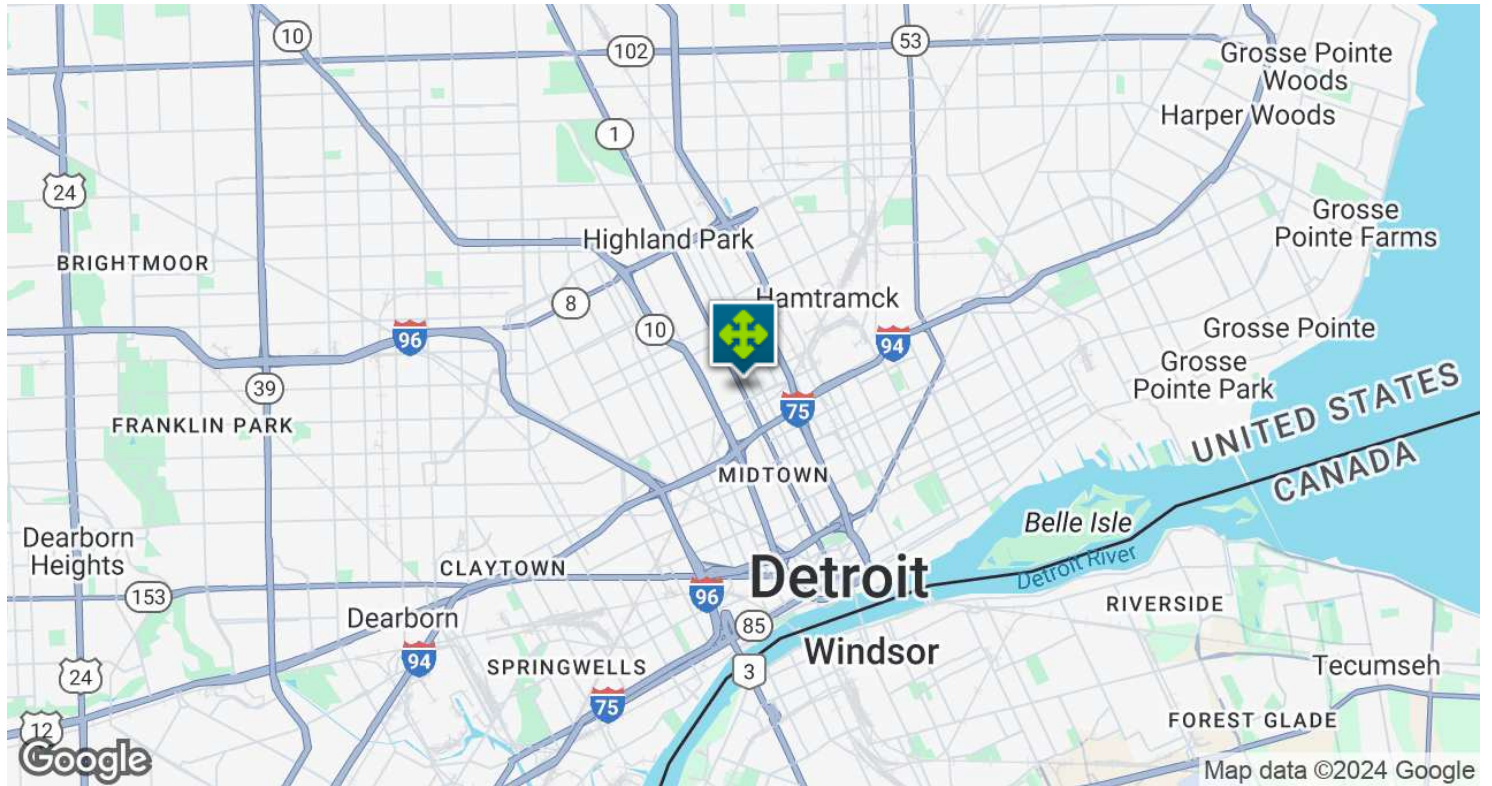 10
102
53
Grosse Pointe
Woods
Harper Woods
1
24
Grosse
Pointe Farms
BRIGHTMOOR
Highland Park
8
Hamtramck
10
96
94
Grosse Pointe
Grosse
Pointe Park
39
75
UNITED STATES
CANADA
FRANKLIN PARK
MIDTOWN
Belle Isle
Detroit River
Dearborn
Heights
CLAYTOWN
Detroit
153
96
RIVERSIDE
Dearborn
85
Windsor
94
SPRINGWELLS
3
Tecumseh
24
75
12
FOREST GLADE
Google
Map data ©2024 Google